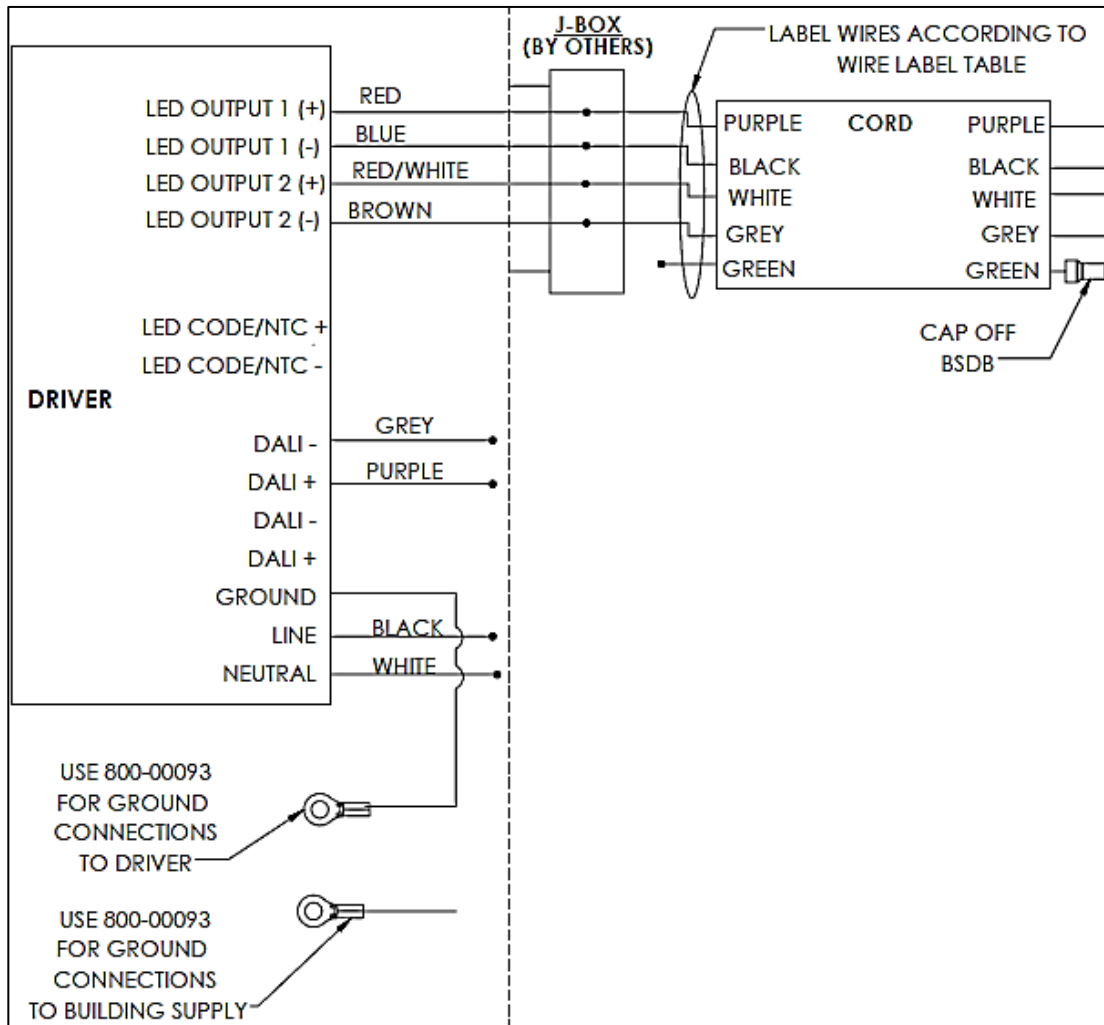 J-BOX
(BY OTHERS)
LABEL WIRES ACCORDING TO
WIRE LABEL TABLE
LED OUTPUT 1 (+)
RED
LED OUTPUT 1 (-)
BLUE
LED OUTPUT 2 (+)
RED/WHITE
LED OUTPUT 2 (-)
BROWN
PURPLE
CORD
PURPLE
BLACK
BLACK
WHITE
WHITE
GREY
GREY
GREEN
GREEN
CAP OFF
BSDB
LED CODE/NTC +
LED CODE/NTC -
DRIVER
DALI -
GREY
DALI +
PURPLE
DALI -
DALI +
GROUND
LINE
BLACK
NEUTRAL
WHITE
USE 800-00093
FOR GROUND
CONNECTIONS
TO DRIVER
USE 800-00093
FOR GROUND
CONNECTIONS
TO BUILDING SUPPLY